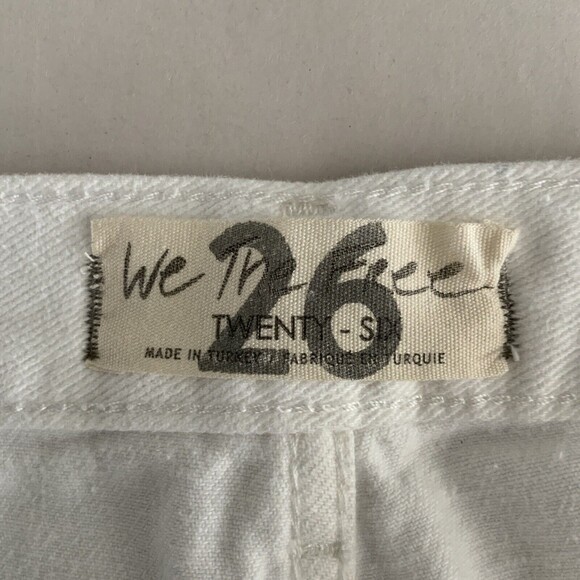 We The Free
26
TWENTY - SIX
MADE IN TURKEY / FABRIQUE EN TURQUIE